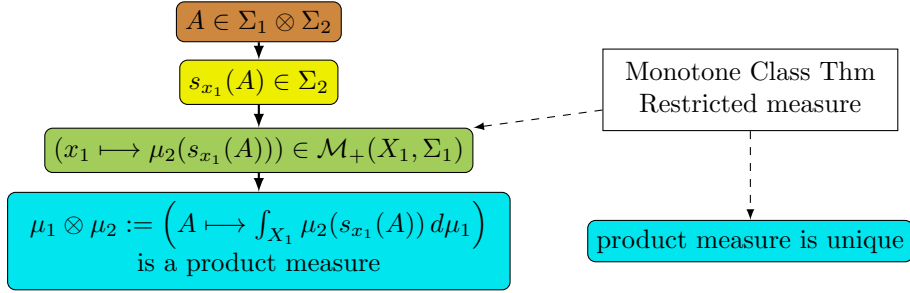 A ∈ Σ₁ ⊗ Σ₂
s_{x₁}(A) ∈ Σ₂
Monotone Class Thm
Restricted measure
(x₁ ⟼ μ₂(s_{x₁}(A))) ∈ ℳ₊(X₁, Σ₁)
μ₁ ⊗ μ₂ := (A ⟼ ∫_{X₁} μ₂(s_{x₁}(A)) dμ₁)
is a product measure
product measure is unique